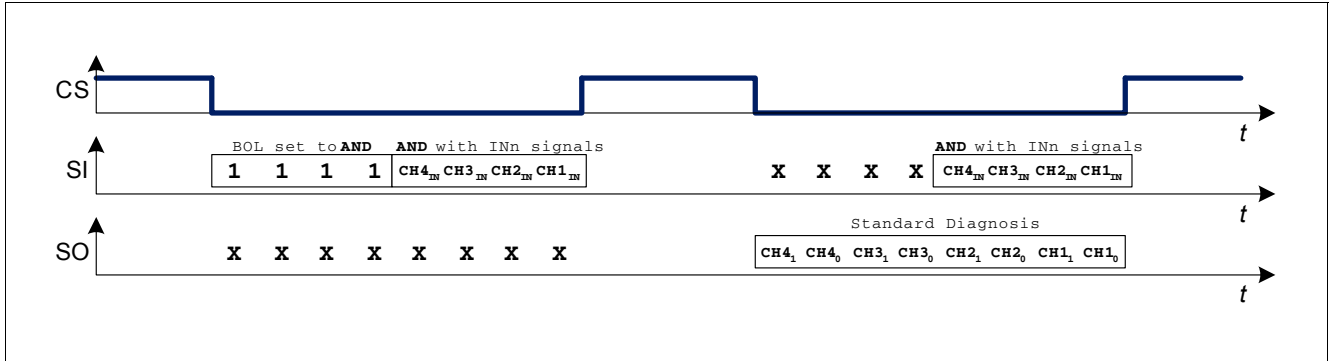 CS
t
BOL set to AND AND with INn signals AND with INn signals
SI 1 1 1 1 CH4IN CH3IN CH2IN CH1IN X X X X CH4IN CH3IN CH2IN CH1IN
t
Standard Diagnosis
SO X X X X X X X X CH41 CH40 CH31 CH30 CH21 CH20 CH11 CH10
t